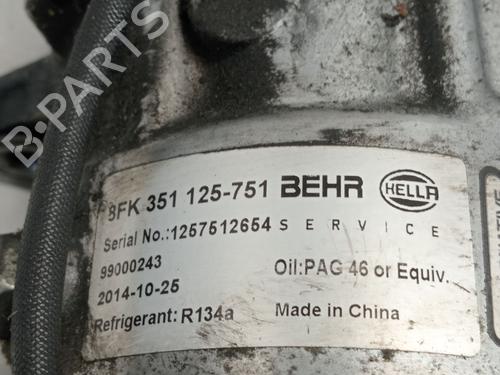 8FK 351 125-751 BEHR HELLA
Serial No.:1257512654 SERVICE
99000243
2014-10-25 Oil:PAG 46 or Equiv.
Refrigerant: R134a Made in China
B-PARTS